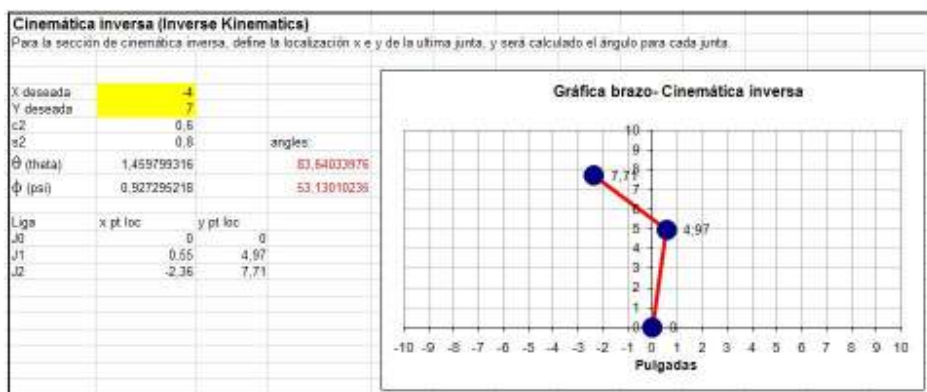 Cinemática inversa (Inverse Kinematics)
Para la sección de cinemática inversa, define la localización x e y de la ultima junta, y será calculado el ángulo para cada junta.
X deseada -4
Y deseada 7
c2 0,6
s2 0,8 angles:
θ (theta) 1,459799316 83,64033976
ϕ (psi) 0,927295218 53,13010236
Liga x pt loc y pt loc
J0 0 0
J1 0.55 4,97
J2 -2,36 7,71
Gráfica brazo- Cinemática inversa
10
9
8
7,71
7
6
5
4,97
4
3
2
1
0 0
-10 -9 -8 -7 -6 -5 -4 -3 -2 -1 0 1 2 3 4 5 6 7 8 9 10
Pulgadas